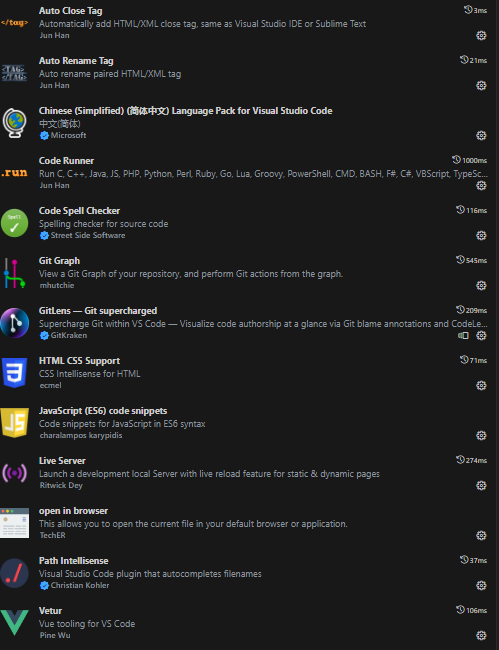 </tag>
Auto Close Tag
3ms
Automatically add HTML/XML close tag, same as Visual Studio IDE or Sublime Text
Jun Han
<TAG>
</TAG>
Auto Rename Tag
21ms
Auto rename paired HTML/XML tag
Jun Han
Chinese (Simplified) (简体中文) Language Pack for Visual Studio Code
中文(简体)
Microsoft
.run
Code Runner
1000ms
Run C, C++, Java, JS, PHP, Python, Perl, Ruby, Go, Lua, Groovy, PowerShell, CMD, BASH, F#, C#, VBScript, TypeSc...
Jun Han
Spell
Code Spell Checker
116ms
Spelling checker for source code
Street Side Software
Git Graph
545ms
View a Git Graph of your repository, and perform Git actions from the graph.
mhutchie
GitLens — Git supercharged
209ms
Supercharge Git within VS Code — Visualize code authorship at a glance via Git blame annotations and CodeLe...
GitKraken
3
HTML CSS Support
71ms
CSS Intellisense for HTML
ecmel
JS
JavaScript (ES6) code snippets
Code snippets for JavaScript in ES6 syntax
charalampos karypidis
Live Server
274ms
Launch a development local Server with live reload feature for static & dynamic pages
Ritwick Dey
open in browser
This allows you to open the current file in your default browser or application.
TechER
./
Path Intellisense
37ms
Visual Studio Code plugin that autocompletes filenames
Christian Kohler
Vetur
106ms
Vue tooling for VS Code
Pine Wu